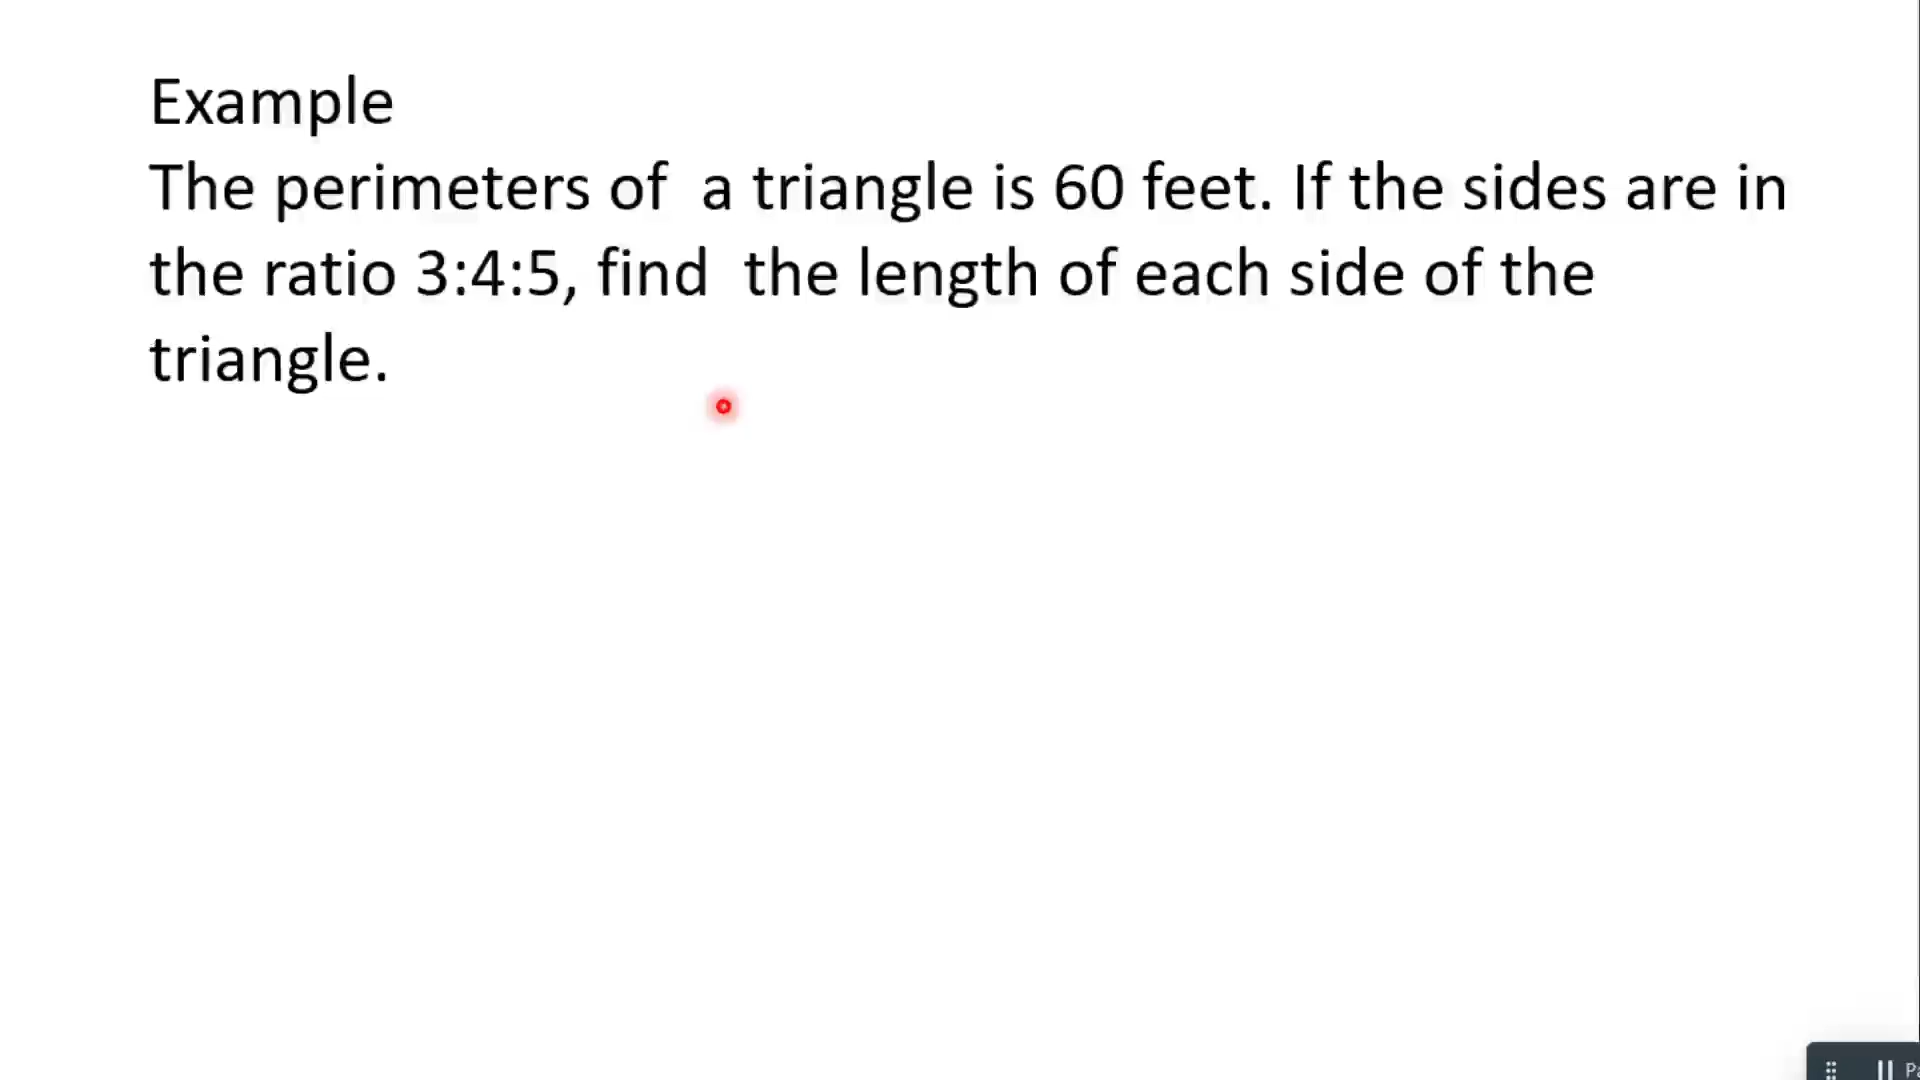 Example
The perimeters of a triangle is 60 feet. If the sides are in
the ratio 3:4:5, find the length of each side of the
triangle.